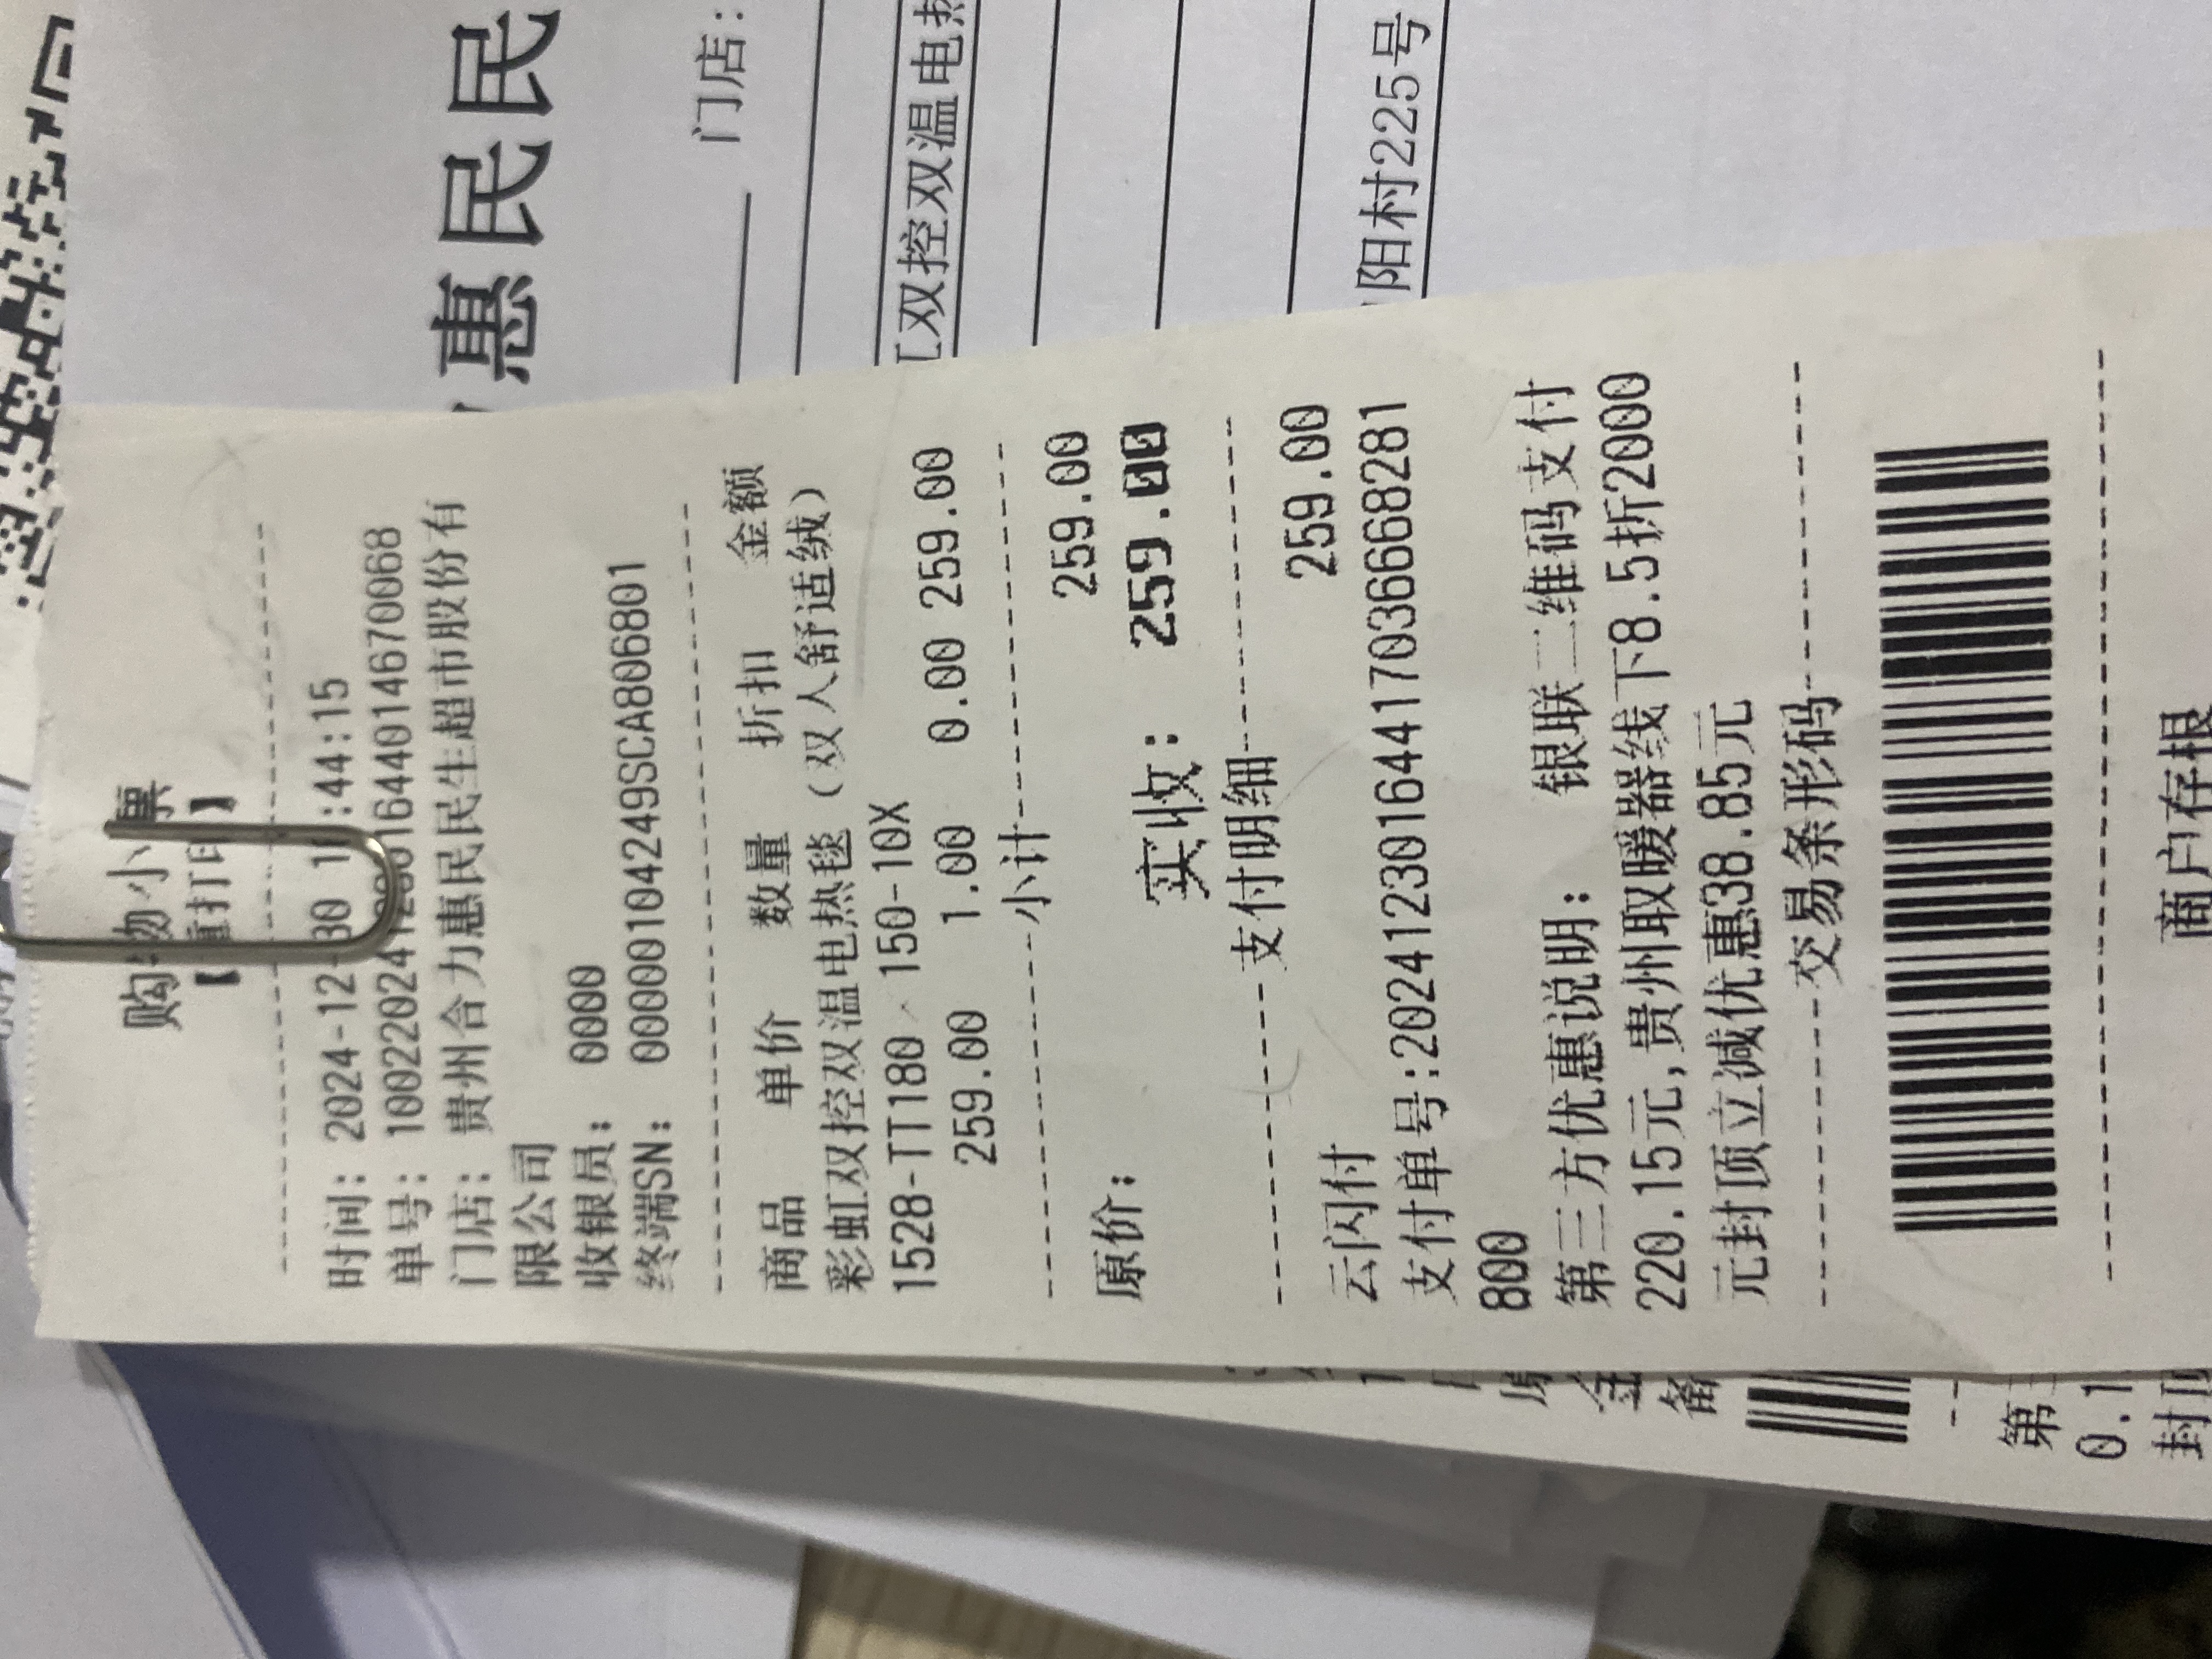 购物小票
【重打印】
时间: 2024-12-30 1 :44:15
单号: 10022024123016440146700​68
门店: 贵州合力惠民民生超市股份有
限公司
收银员: 0000
终端SN: 00000104249SCA806801
商品 单价 数量 折扣 金额
彩虹双控双温电热毯(双人舒适绒)
1528-TT180×150-10X
259.00 1.00 0.00 259.00
小计
原价: 259.00
实收: 259.00
支付明细
云闪付 259.00
支付单号:20241230164417036668281
800
第三方优惠说明: 银联二维码支付
220.15元,贵州取暖器线下8.5折2000
元封顶立减优惠38.85元
交易条形码
商户存根
惠民民
门店:
双控双温电热
阳村225号
第
0.1
封顶